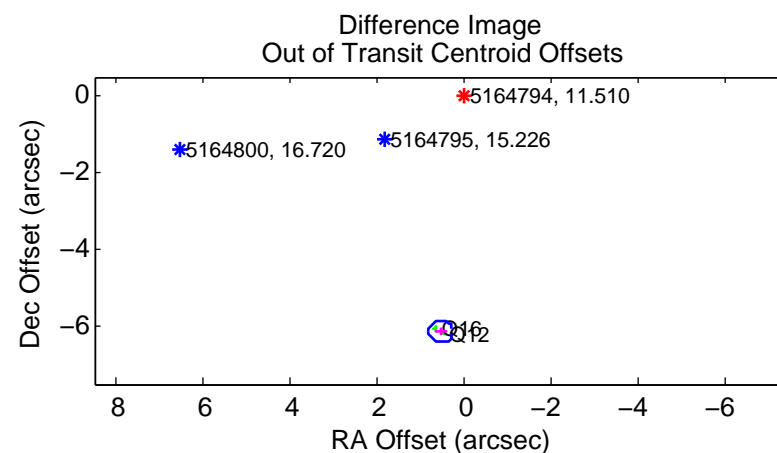 Difference Image
Out of Transit Centroid Offsets
0
5164794, 11.510
5164800, 16.720
5164795, 15.226
−2
−4
−6
Q16
Q12
Dec Offset (arcsec)
8 6 4 2 0 −2 −4 −6
RA Offset (arcsec)